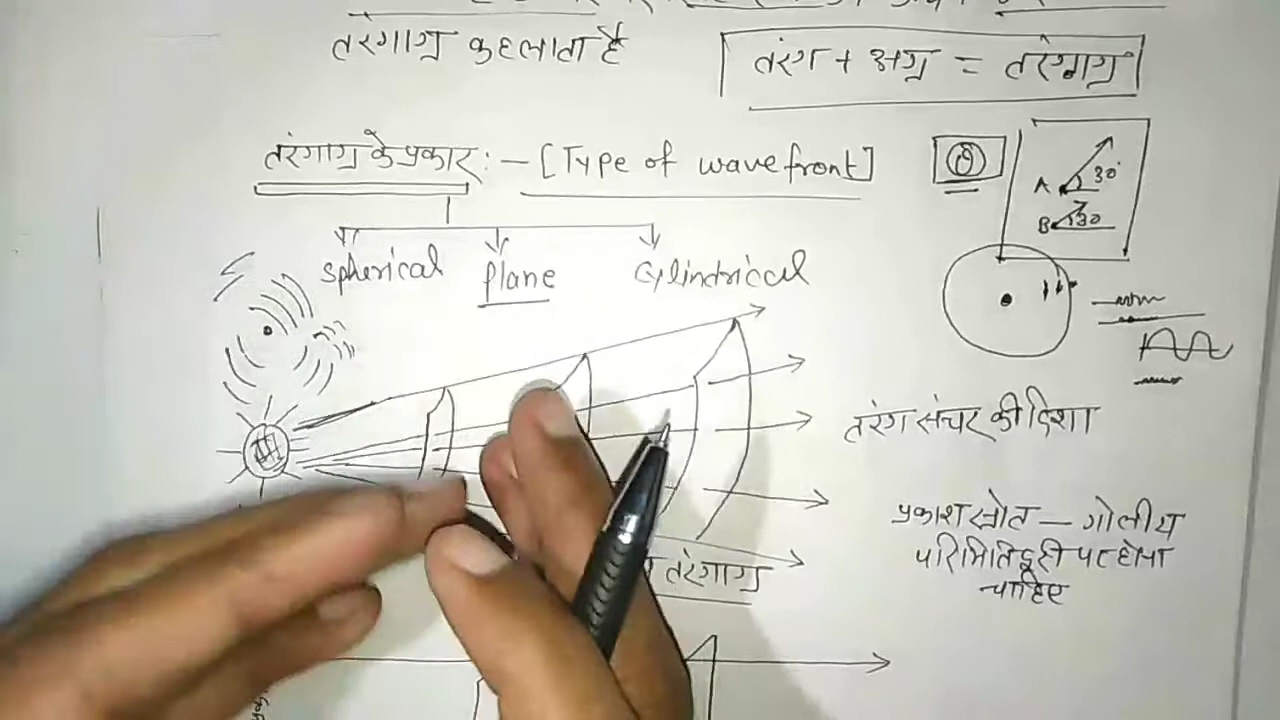 तरंगाग्र कहलाता है
तरंग + अग्र = तरंगाग्र
तरंगाग्र के प्रकार:- [Type of wavefront]
spherical
plane
cylindrical
A 30°
B 30
तरंग संचर की दिशा
प्रकाश स्रोत — गोलीय
परिमित दूरी पर होना
चाहिए
तरंगाग्र